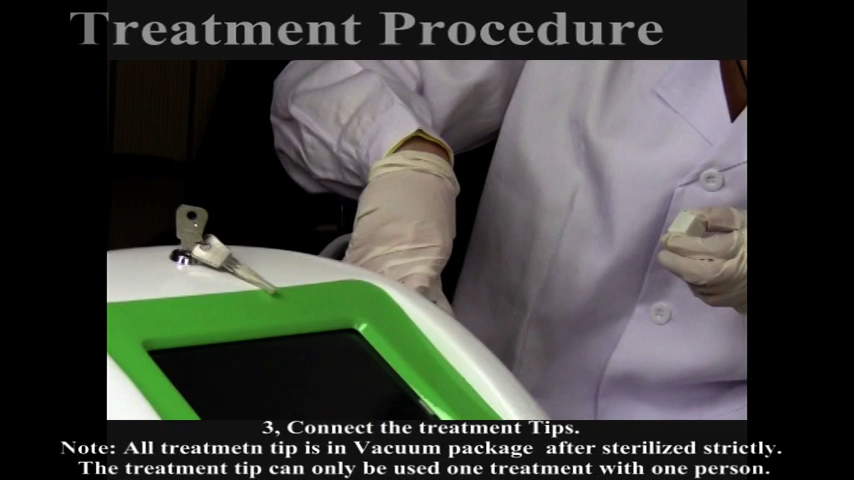 Treatment Procedure
3, Connect the treatment Tips.
Note: All treatmetn tip is in Vacuum package after sterilized strictly.
The treatment tip can only be used one treatment with one person.